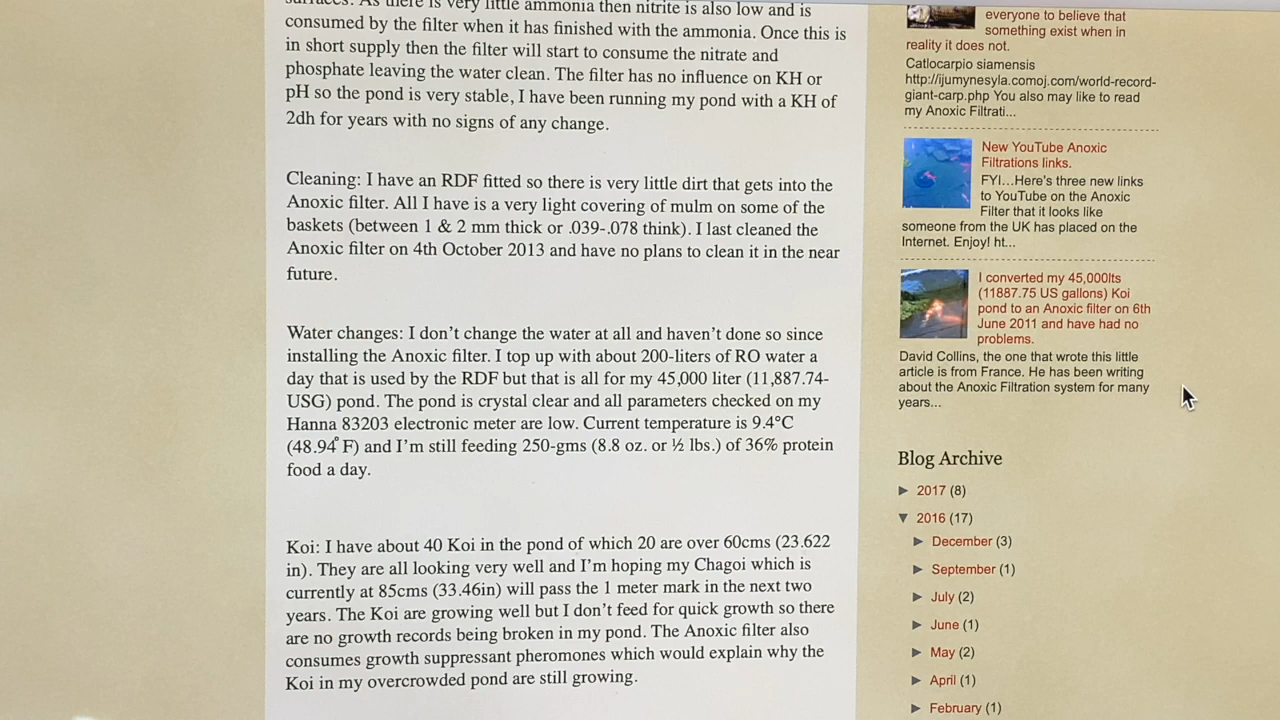 surfaces. As there is very little ammonia then nitrite is also low and is
consumed by the filter when it has finished with the ammonia. Once this is
in short supply then the filter will start to consume the nitrate and
phosphate leaving the water clean. The filter has no influence on KH or
pH so the pond is very stable, I have been running my pond with a KH of
2dh for years with no signs of any change.
Cleaning: I have an RDF fitted so there is very little dirt that gets into the
Anoxic filter. All I have is a very light covering of mulm on some of the
baskets (between 1 & 2 mm thick or .039-.078 think). I last cleaned the
Anoxic filter on 4th October 2013 and have no plans to clean it in the near
future.
Water changes: I don't change the water at all and haven't done so since
installing the Anoxic filter. I top up with about 200-liters of RO water a
day that is used by the RDF but that is all for my 45,000 liter (11,887.74-
USG) pond. The pond is crystal clear and all parameters checked on my
Hanna 83203 electronic meter are low. Current temperature is 9.4°C
(48.94° F) and I'm still feeding 250-gms (8.8 oz. or ½ lbs.) of 36% protein
food a day.
Koi: I have about 40 Koi in the pond of which 20 are over 60cms (23.622
in). They are all looking very well and I'm hoping my Chagoi which is
currently at 85cms (33.46in) will pass the 1 meter mark in the next two
years. The Koi are growing well but I don't feed for quick growth so there
are no growth records being broken in my pond. The Anoxic filter also
consumes growth suppressant pheromones which would explain why the
Koi in my overcrowded pond are still growing.
everyone to believe that
something exist when in
reality it does not.
Catlocarpio siamensis
http://ijumynesyla.comoj.com/world-record-
giant-carp.php You also may like to read
my Anoxic Filtrati...
New YouTube Anoxic
Filtrations links.
FYI...Here's three new links
to YouTube on the Anoxic
Filter that it looks like
someone from the UK has placed on the
Internet. Enjoy! ht...
I converted my 45,000lts
(11887.75 US gallons) Koi
pond to an Anoxic filter on 6th
June 2011 and have had no
problems.
David Collins, the one that wrote this little
article is from France. He has been writing
about the Anoxic Filtration system for many
years...
Blog Archive
► 2017 (8)
▼ 2016 (17)
► December (3)
► September (1)
► July (2)
► June (1)
► May (2)
► April (1)
► February (1)